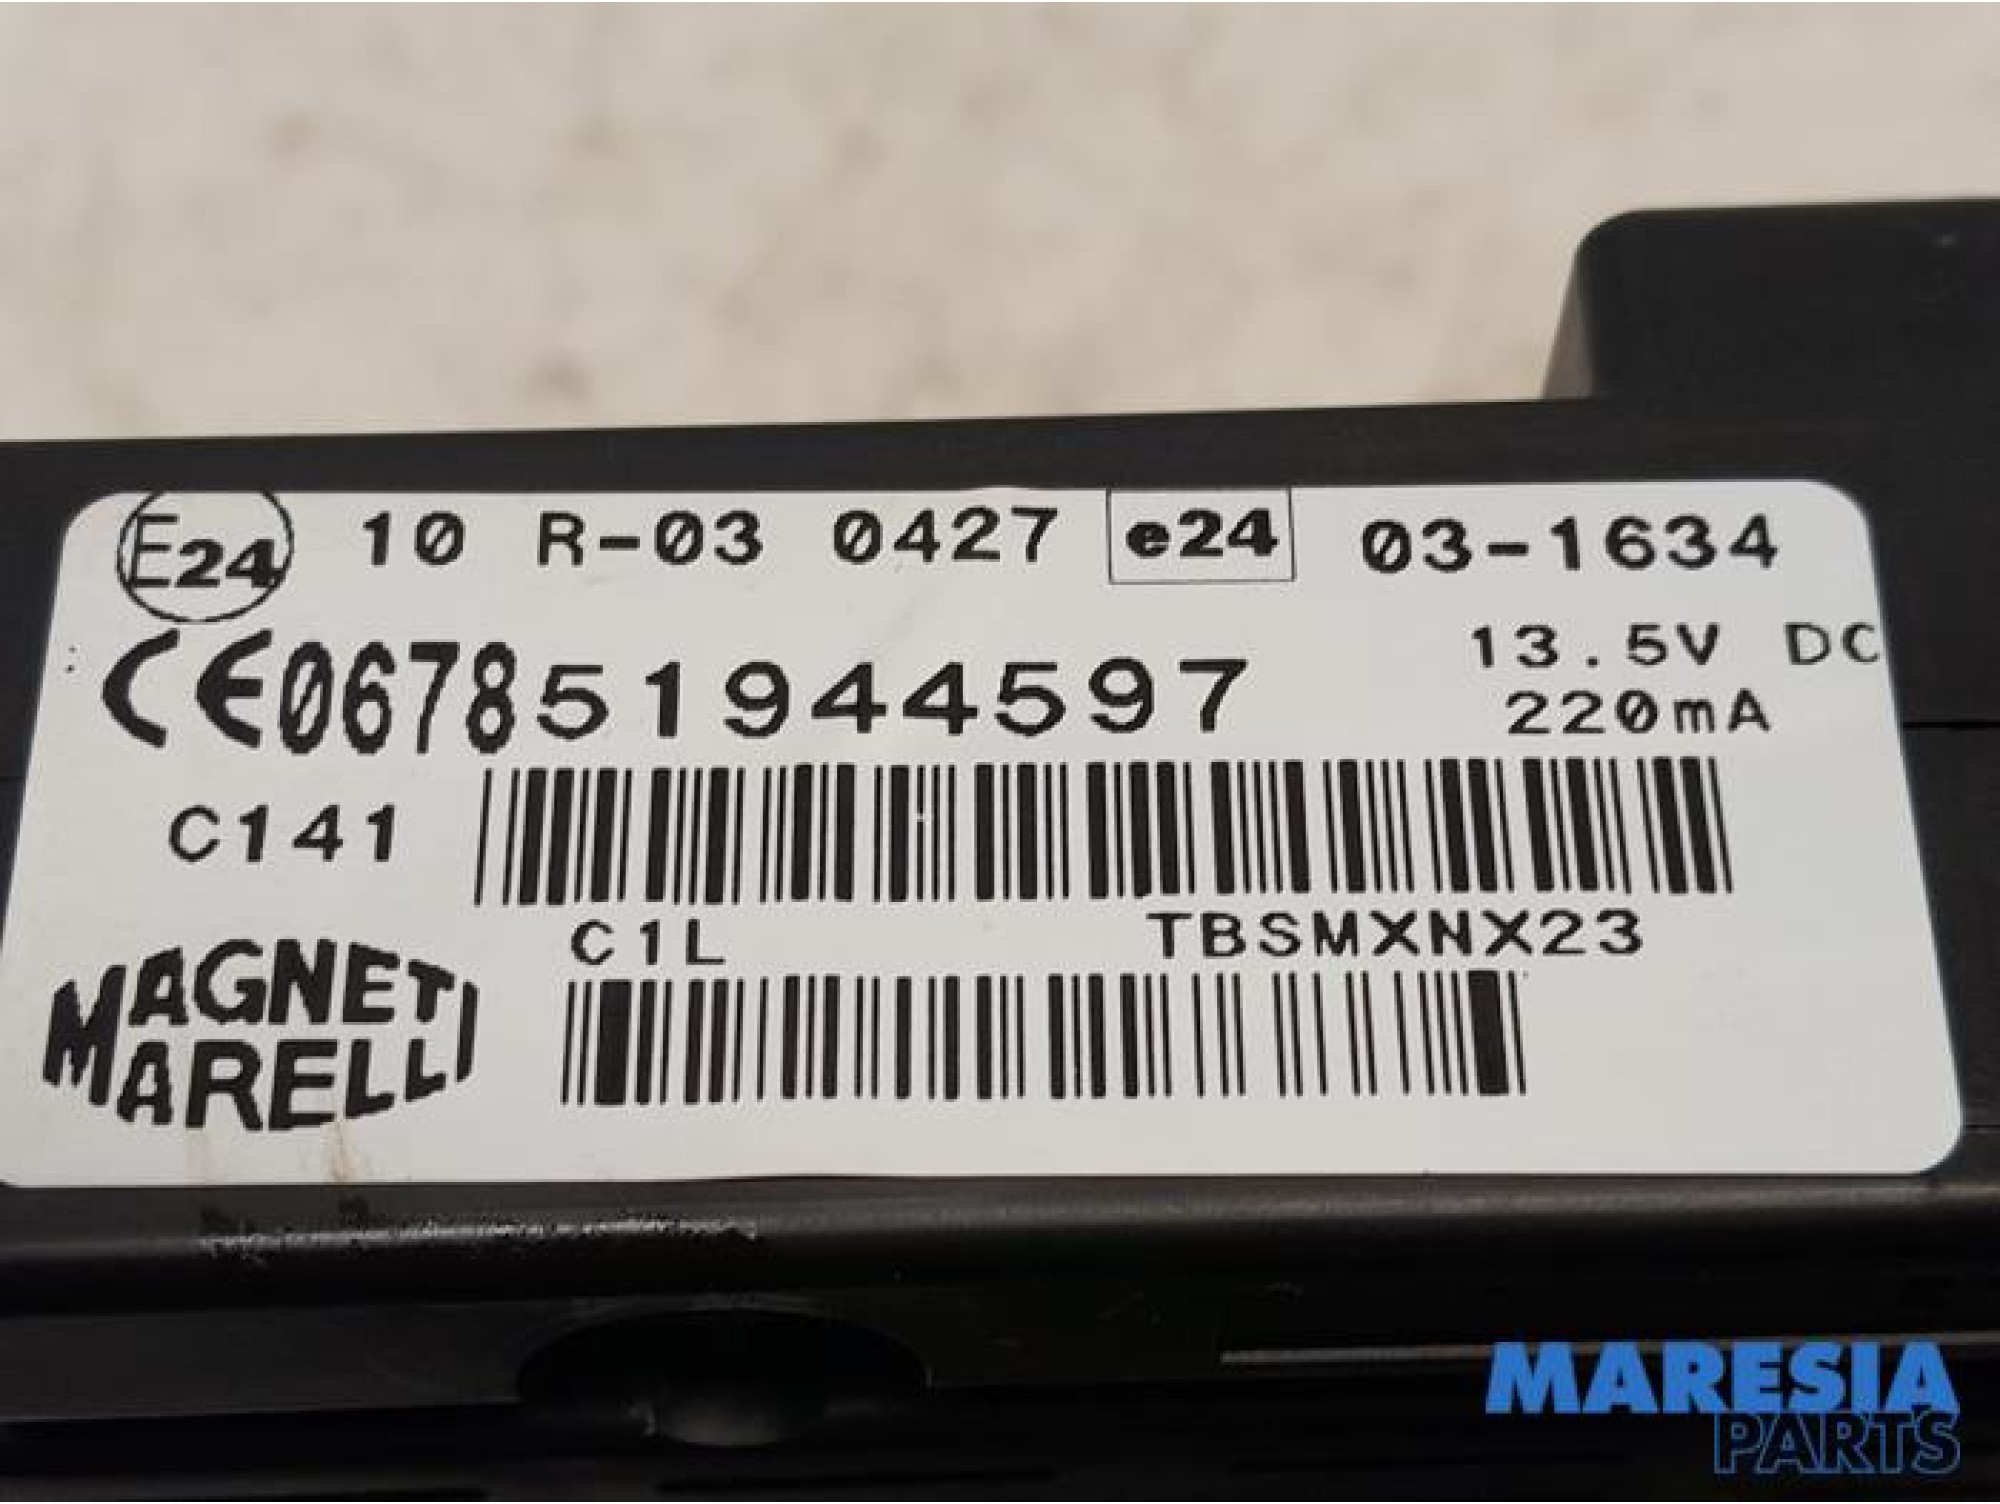 E24 10 R-03 0427 e24 03-1634
CE0678 51944597 13.5V DC
220mA
C141
C1L TBSMXNX23
MAGNETI
MARELLI
MARESIA
PARTS